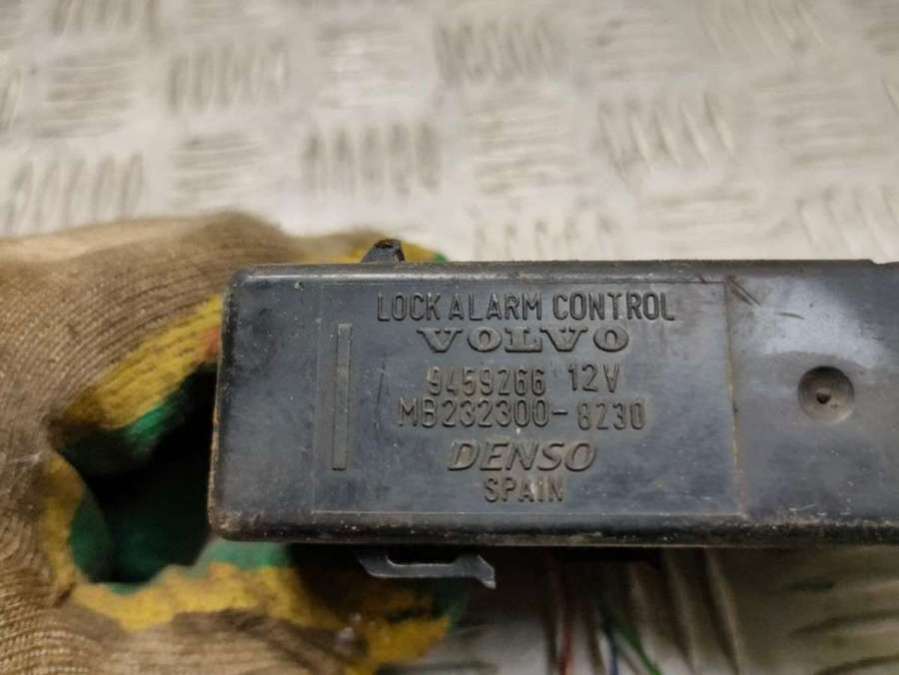 LOCK ALARM CONTROL
VOLVO
9459266 12V
MB232300-8230
DENSO
SPAIN